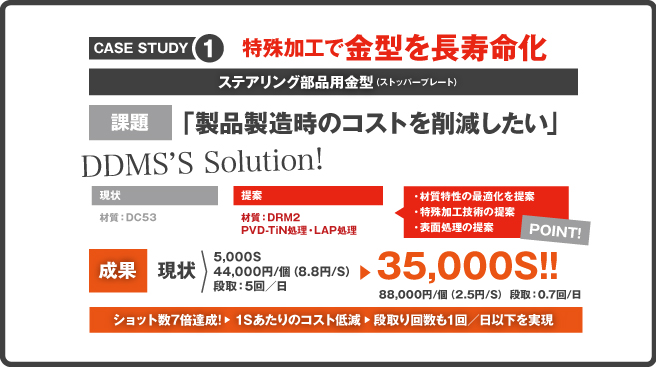 CASE STUDY 1 特殊加工で金型を長寿命化
ステアリング部品用金型(ストッパープレート)
課題 「製品製造時のコストを削減したい」
DDMS'S Solution!
現状
材質:DC53
提案
材質:DRM2
PVD-TiN処理・LAP処理
・材質特性の最適化を提案
・特殊加工技術の提案
・表面処理の提案
POINT!
成果 現状
5,000S
44,000円/個(8.8円/S)
段取:5回/日
▶35,000S!!
88,000円/個(2.5円/S) 段取:0.7回/日
ショット数7倍達成!▶1Sあたりのコスト低減▶段取り回数も1回/日以下を実現